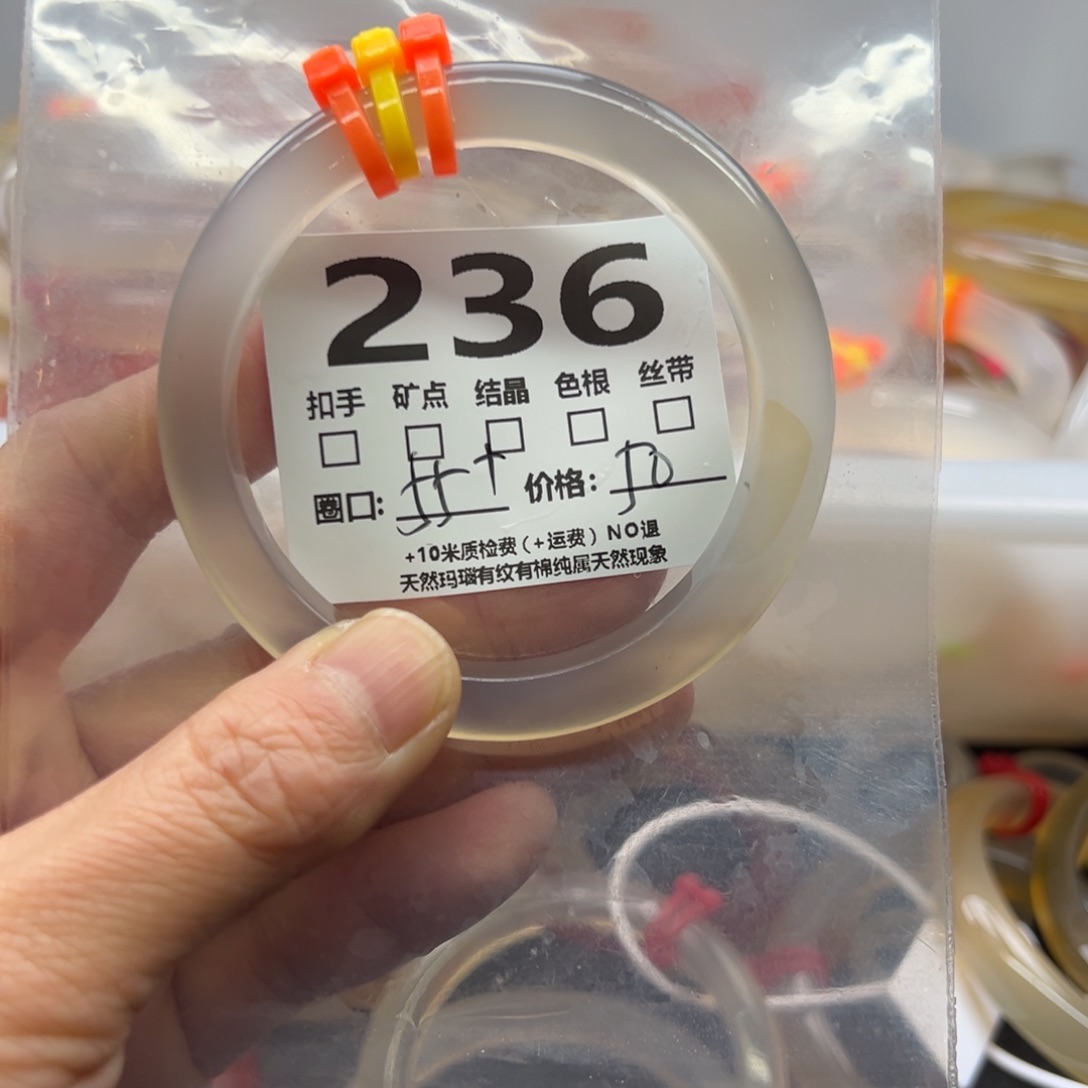 236
扣手 矿点 结晶 色根 丝带
圈口: 55+ 价格: 50
+10米质检费(+运费) NO退
天然玛瑙有纹有棉纯属天然现象